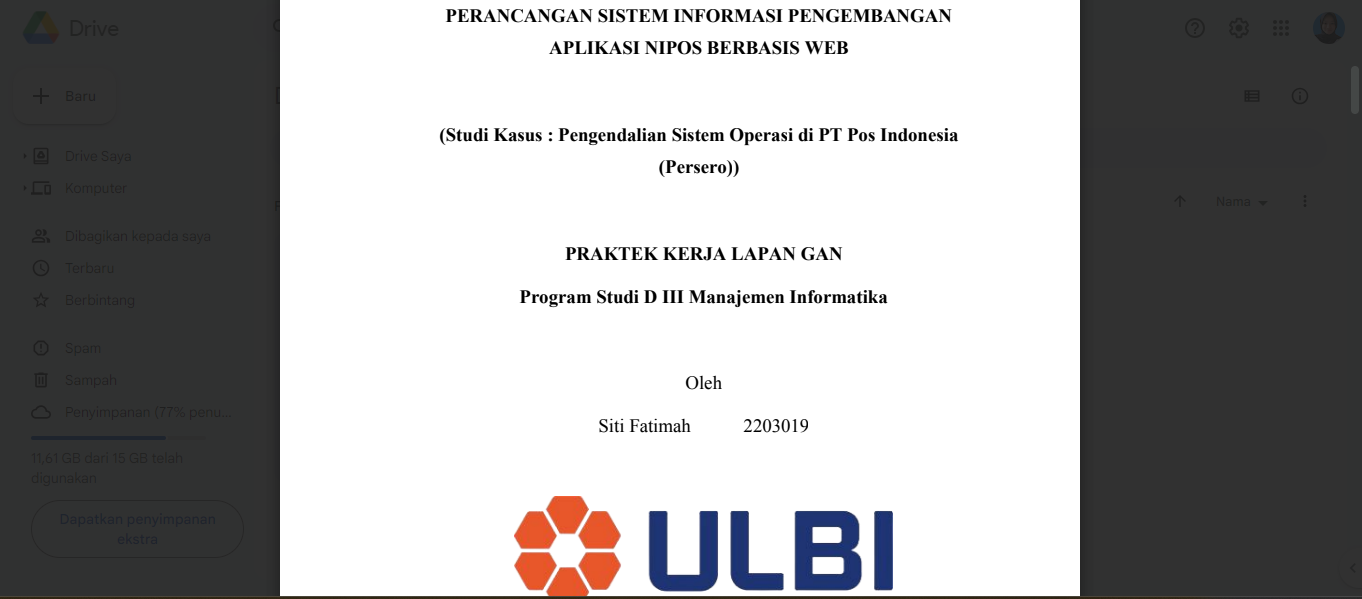 Drive
Baru
Drive Saya
Komputer
Dibagikan kepada saya
Terbaru
Berbintang
Spam
Sampah
Penyimpanan (77% penu...
11,61 GB dari 15 GB telah
digunakan
Dapatkan penyimpanan
ekstra
PERANCANGAN SISTEM INFORMASI PENGEMBANGAN
APLIKASI NIPOS BERBASIS WEB
(Studi Kasus : Pengendalian Sistem Operasi di PT Pos Indonesia
(Persero))
PRAKTEK KERJA LAPAN GAN
Program Studi D III Manajemen Informatika
Oleh
Siti Fatimah 2203019
ULBI
Nama